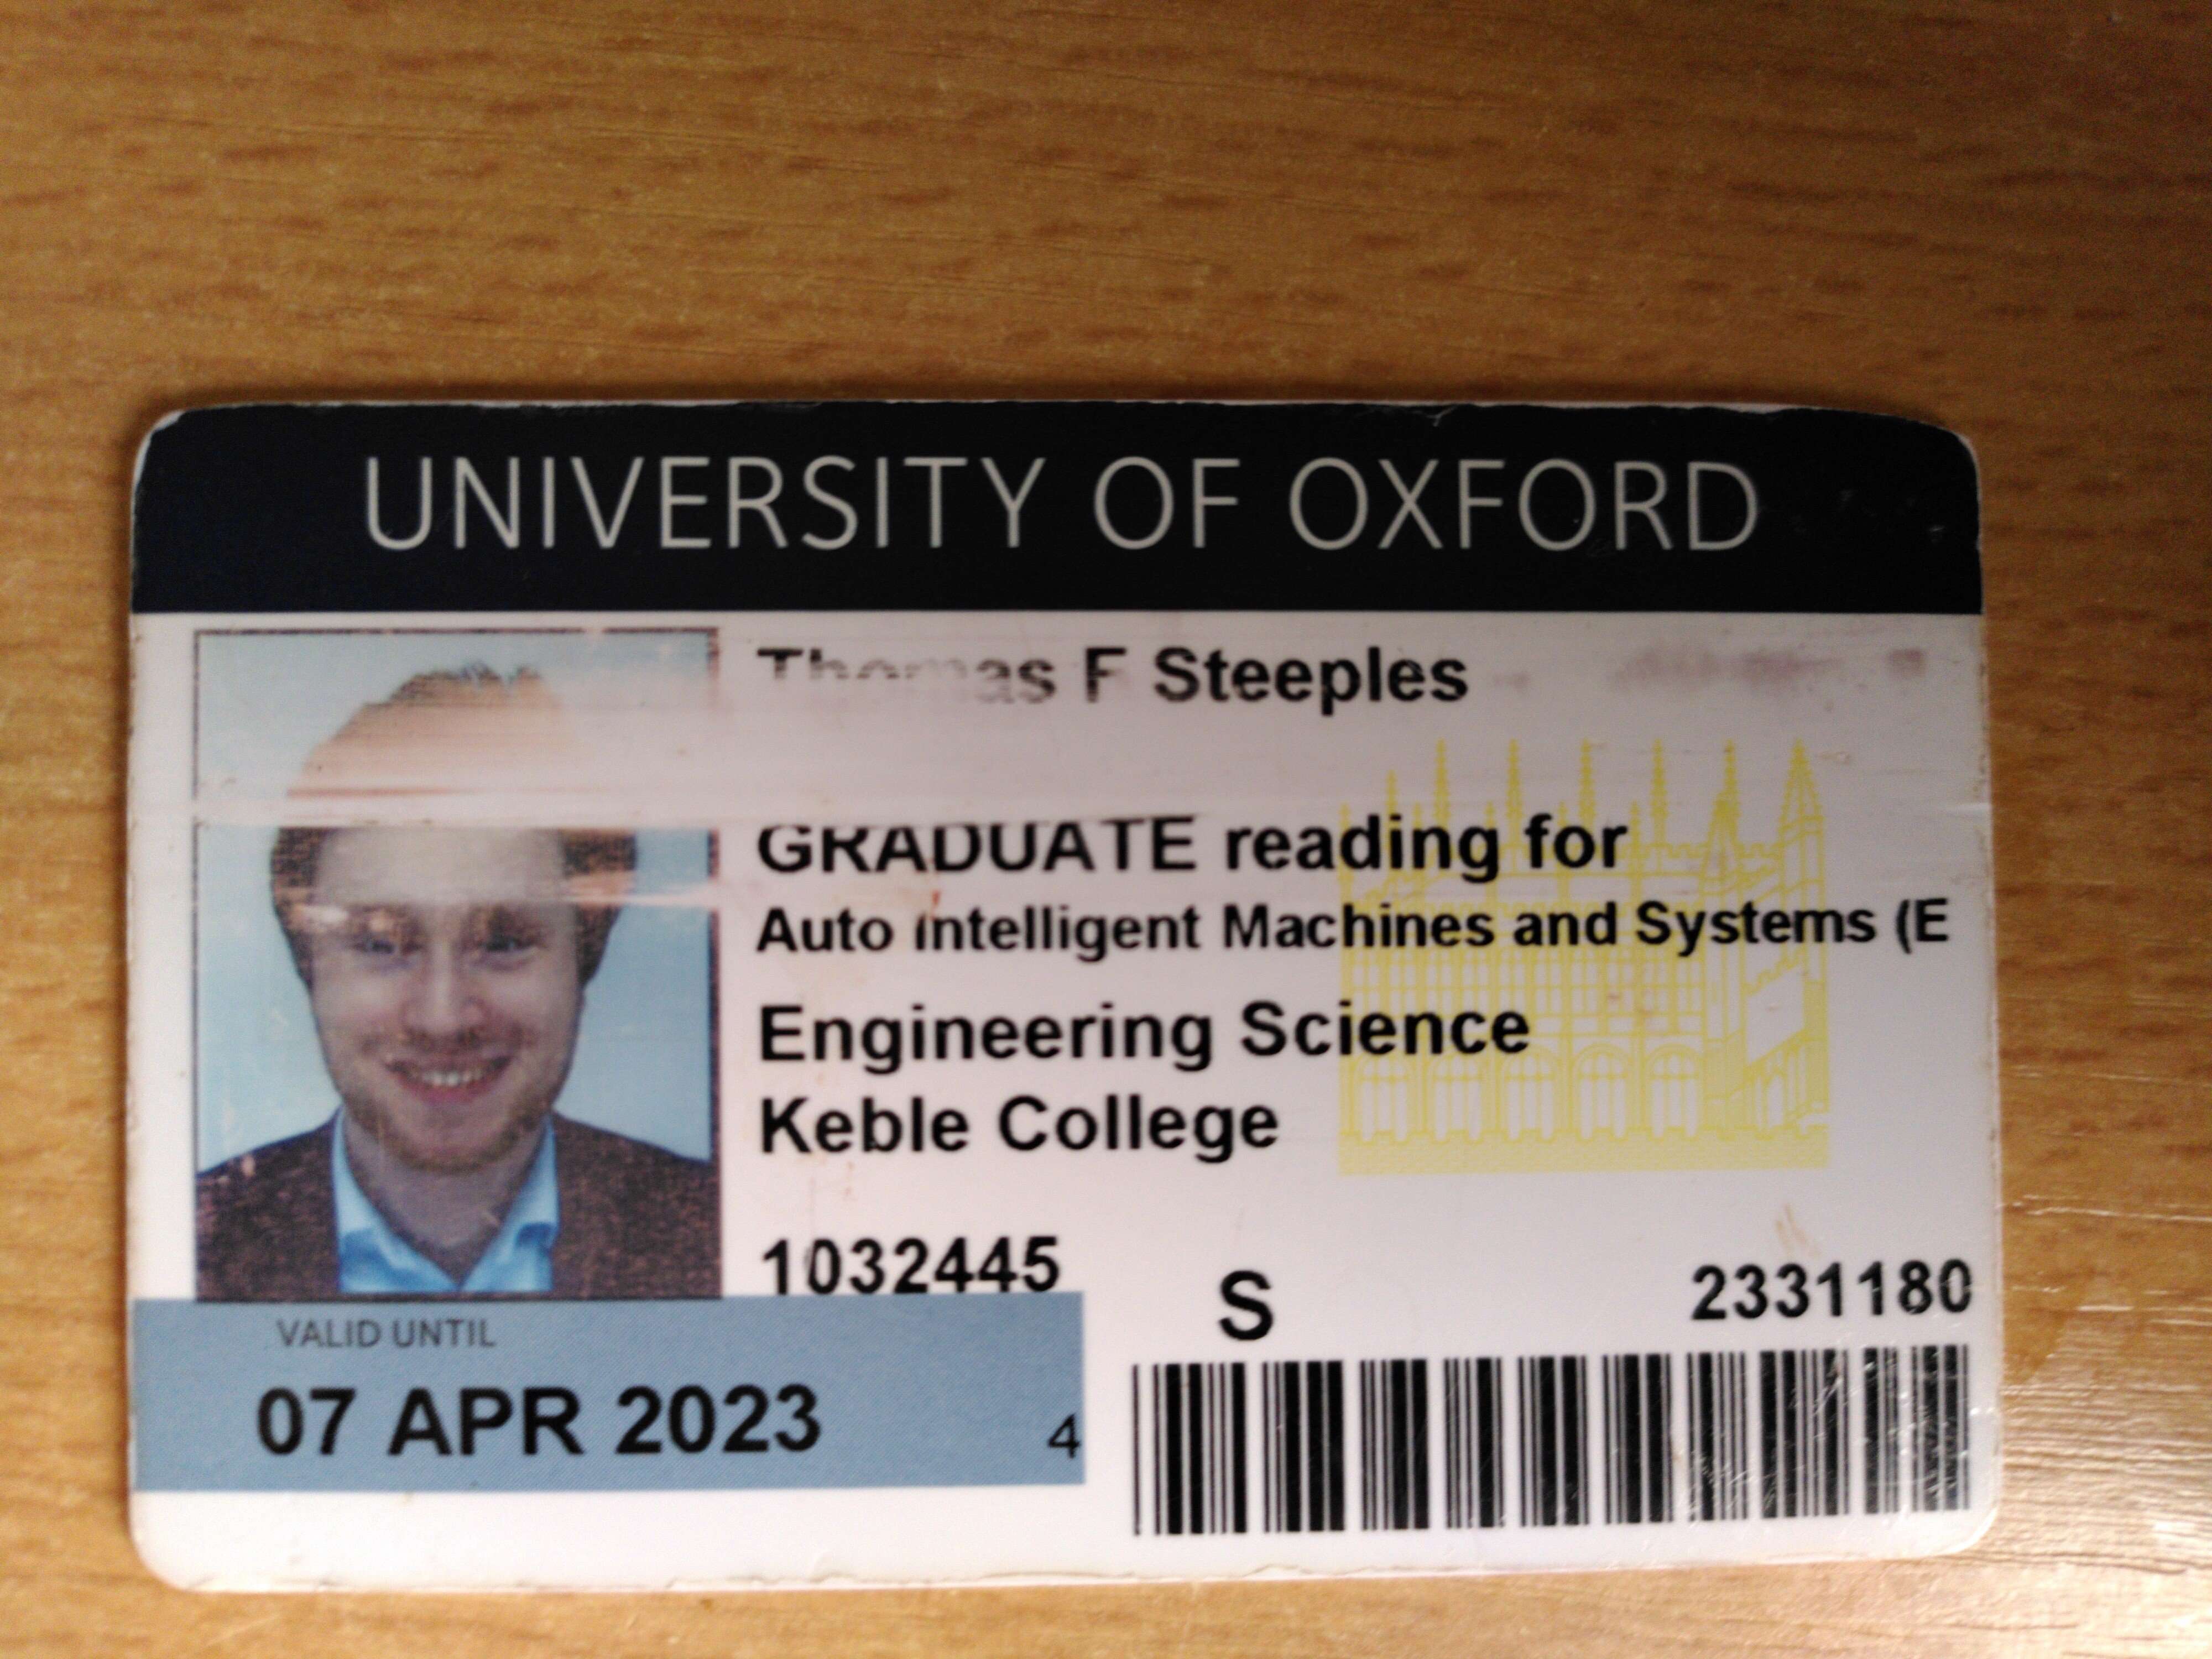 UNIVERSITY OF OXFORD
Thomas F Steeples
GRADUATE reading for
Auto Intelligent Machines and Systems (E
Engineering Science
Keble College
1032445
S
2331180
VALID UNTIL
07 APR 2023
4